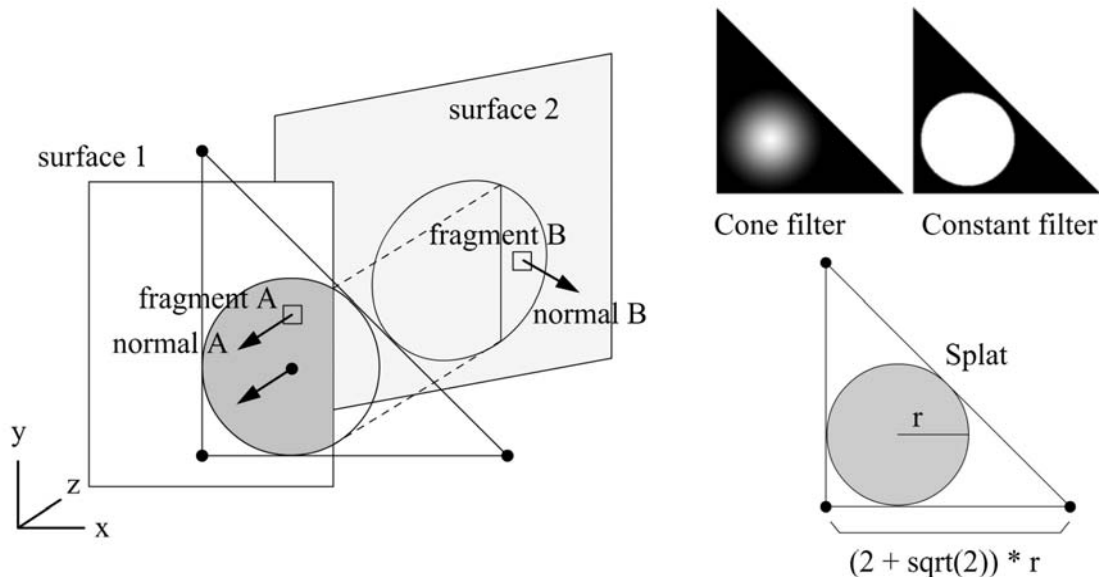 surface 1
surface 2
fragment A
normal A
fragment B
normal B
y
z
x
Cone filter
Constant filter
Splat
r
(2 + sqrt(2)) * r